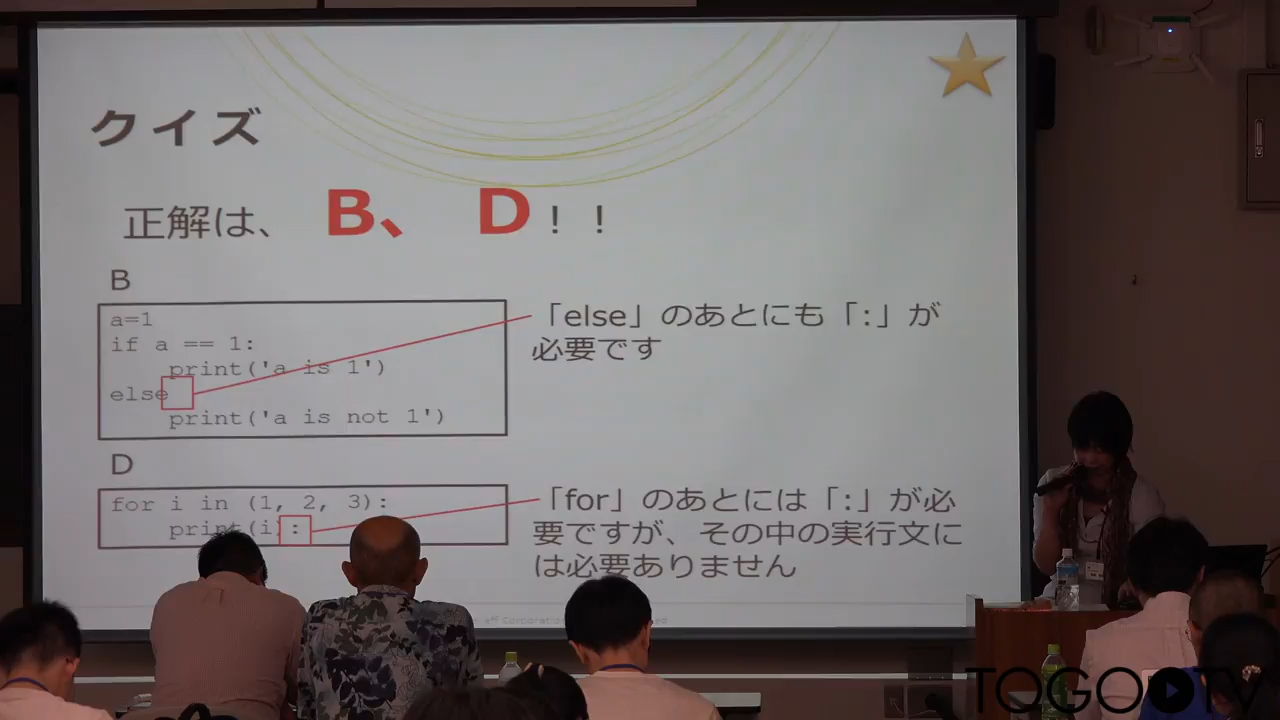 クイズ
正解は、 B、 D！！
B
a=1
if a == 1:
print('a is 1')
else
print('a is not 1')
「else」のあとにも「:」が
必要です
D
for i in (1, 2, 3):
print(i):
「for」のあとには「:」が必
要ですが、その中の実行文に
は必要ありません
TOGOTV